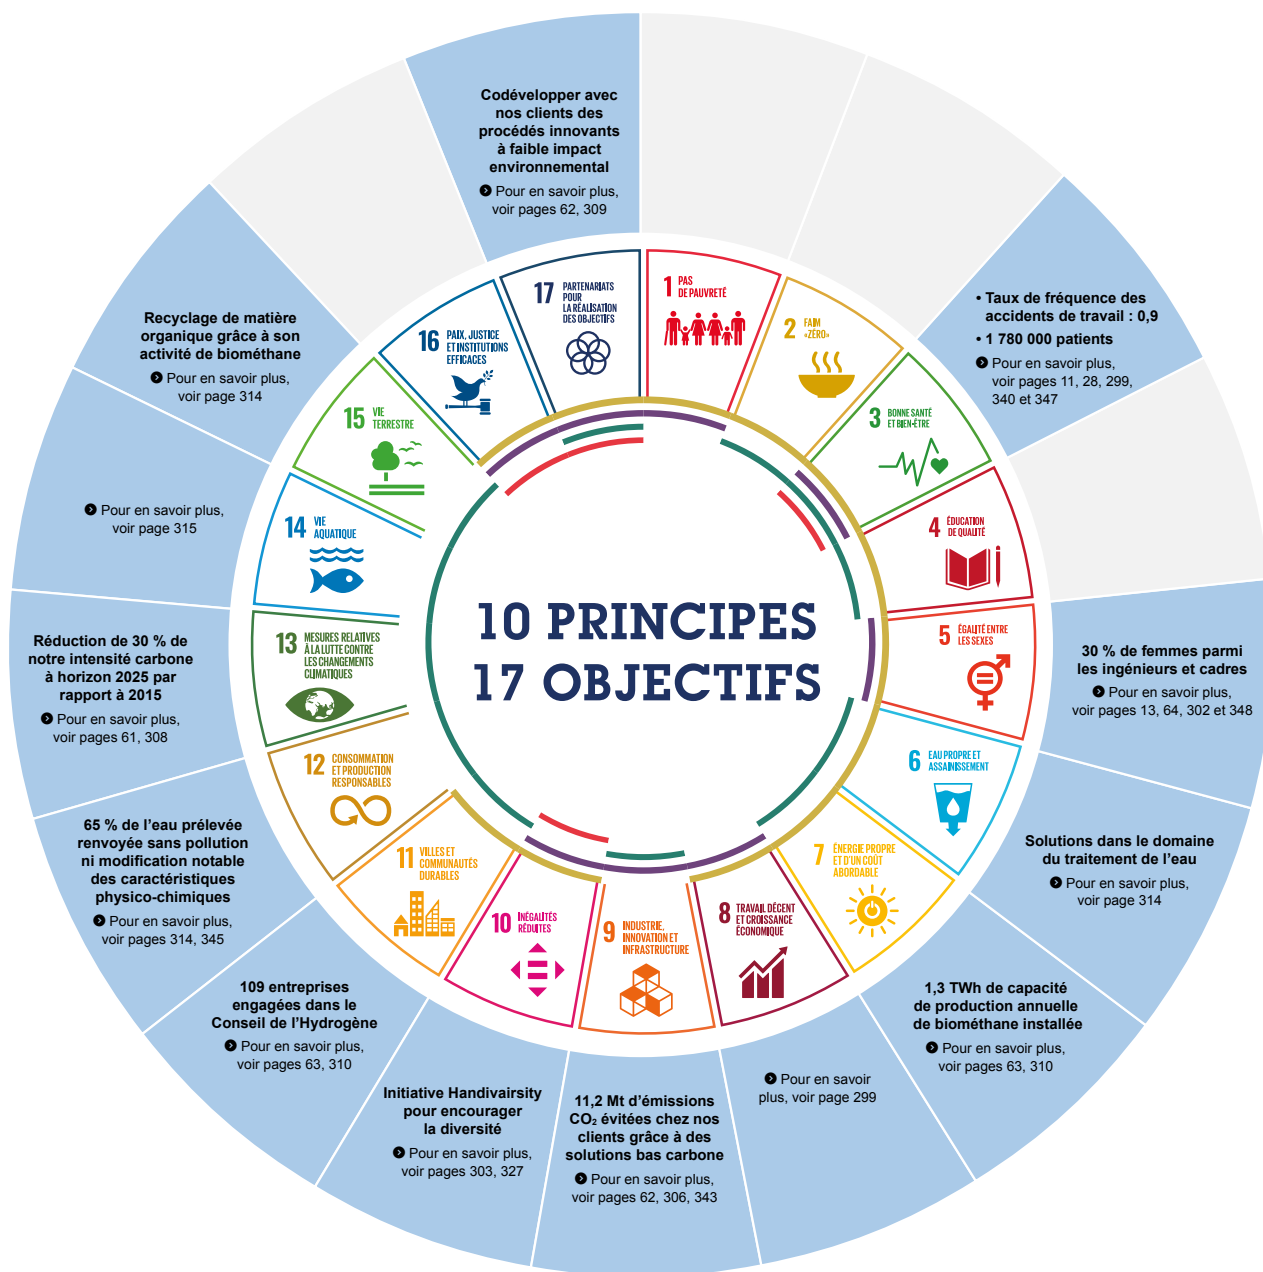 Codévelopper avec
nos clients des
procédés innovants
à faible impact
environnemental
Pour en savoir plus,
voir pages 62, 309
• Taux de fréquence des
accidents de travail : 0,9
• 1 780 000 patients
Pour en savoir plus,
voir pages 11, 28, 299,
340 et 347
30 % de femmes parmi
les ingénieurs et cadres
Pour en savoir plus,
voir pages 13, 64, 302 et 348
Solutions dans le domaine
du traitement de l’eau
Pour en savoir plus,
voir page 314
1,3 TWh de capacité
de production annuelle
de biométhane installée
Pour en savoir plus,
voir pages 63, 310
Pour en savoir
plus, voir page 299
11,2 Mt d’émissions
CO₂ évitées chez nos
clients grâce à des
solutions bas carbone
Pour en savoir plus,
voir pages 62, 306, 343
Initiative Handivairsity
pour encourager
la diversité
Pour en savoir plus,
voir pages 303, 327
109 entreprises
engagées dans le
Conseil de l’Hydrogène
Pour en savoir plus,
voir pages 63, 310
65 % de l’eau prélevée
renvoyée sans pollution
ni modification notable
des caractéristiques
physico-chimiques
Pour en savoir plus,
voir pages 314, 345
Réduction de 30 % de
notre intensité carbone
à horizon 2025 par
rapport à 2015
Pour en savoir plus,
voir pages 61, 308
Pour en savoir plus,
voir page 315
Recyclage de matière
organique grâce à son
activité de biométhane
Pour en savoir plus,
voir page 314
1 PAS
DE PAUVRETÉ
2 FAIM
«ZÉRO»
3 BONNE SANTÉ
ET BIEN-ÊTRE
4 ÉDUCATION
DE QUALITÉ
5 ÉGALITÉ ENTRE
LES SEXES
6 EAU PROPRE ET
ASSAINISSEMENT
7 ÉNERGIE PROPRE
ET D’UN COÛT
ABORDABLE
8 TRAVAIL DÉCENT
ET CROISSANCE
ÉCONOMIQUE
9 INDUSTRIE,
INNOVATION ET
INFRASTRUCTURE
10 INÉGALITÉS
RÉDUITES
11 VILLES ET
COMMUNAUTÉS
DURABLES
12 CONSOMMATION
ET PRODUCTION
RESPONSABLES
13 MESURES RELATIVES
À LA LUTTE CONTRE
LES CHANGEMENTS
CLIMATIQUES
14 VIE
AQUATIQUE
15 VIE
TERRESTRE
16 PAIX, JUSTICE
ET INSTITUTIONS
EFFICACES
17 PARTENARIATS
POUR
LA RÉALISATION
DES OBJECTIFS
10 PRINCIPES
17 OBJECTIFS